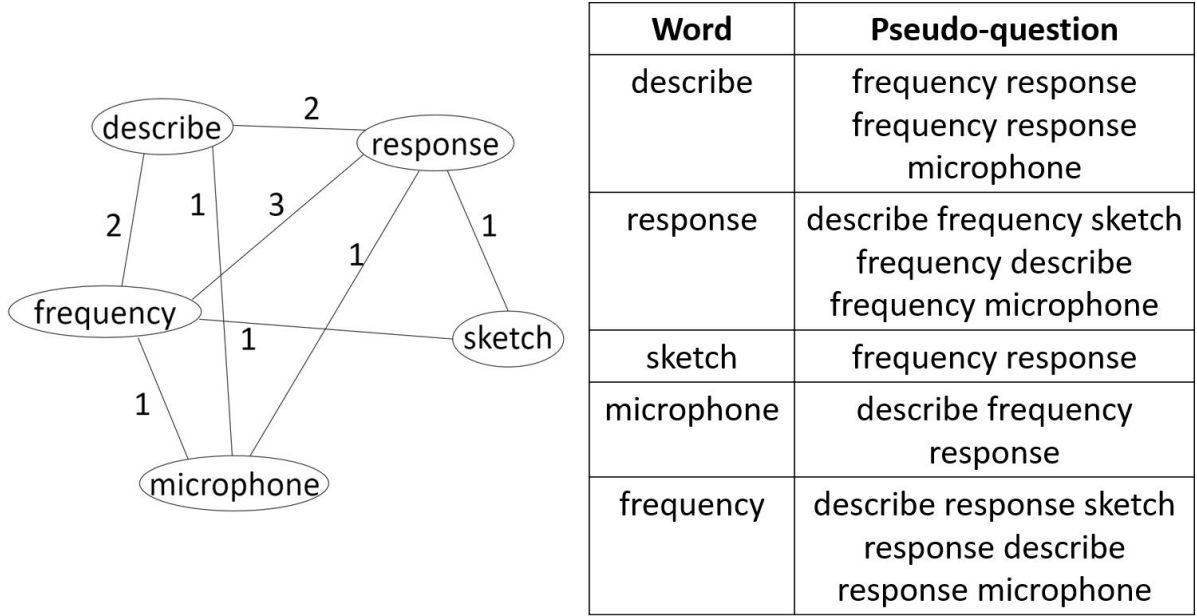 describe
2
response
2
1
3
1
1
frequency
1
sketch
1
microphone
Word Pseudo-question
describe frequency response
frequency response
microphone
response describe frequency sketch
frequency describe
frequency microphone
sketch frequency response
microphone describe frequency
response
frequency describe response sketch
response describe
response microphone